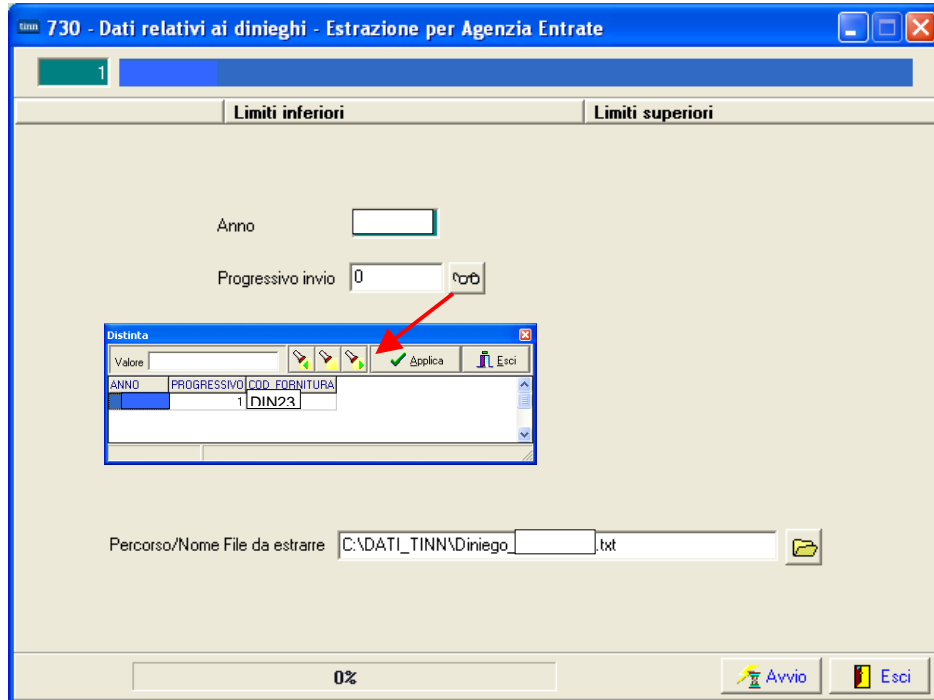 tinn 730 - Dati relativi ai dinieghi - Estrazione per Agenzia Entrate
1
Limiti inferiori Limiti superiori
Anno
Progressivo invio 0
Distinta
Valore Applica Esci
ANNO PROGRESSIVO COD_FORNITURA
1 DIN23
Percorso/Nome File da estrarre C:\DATI_TINN\Diniego_ .txt
0% Avvio Esci